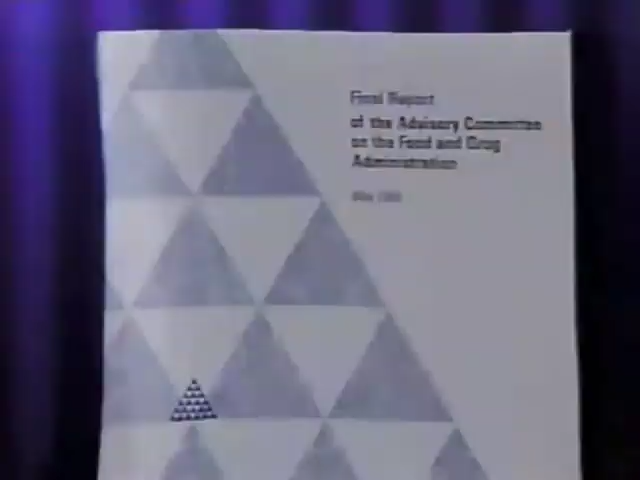 Final Report
of the Advisory Committee
on the Food and Drug
Administration